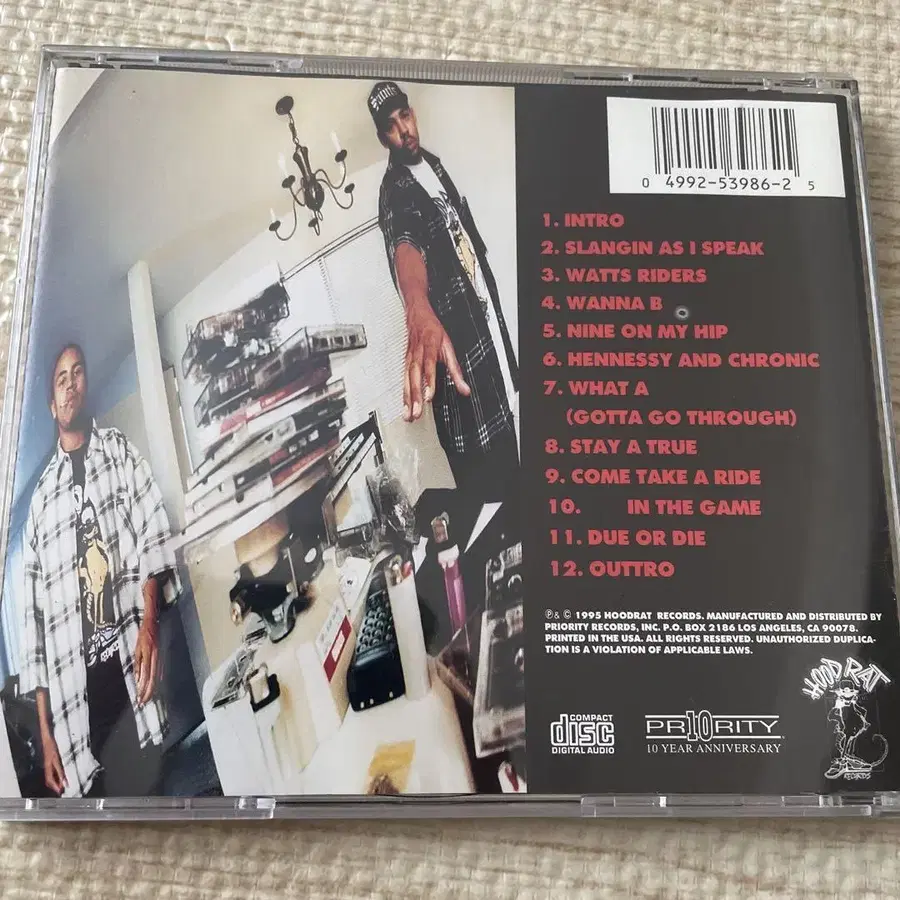 Saints
0 4992-53986-2 5
1. INTRO
2. SLANGIN AS I SPEAK
3. WATTS RIDERS
4. WANNA B
5. NINE ON MY HIP
6. HENNESSY AND CHRONIC
7. WHAT A
(GOTTA GO THROUGH)
8. STAY A TRUE
9. COME TAKE A RIDE
10. IN THE GAME
11. DUE OR DIE
12. OUTTRO
℗ & © 1995 HOODRAT RECORDS. MANUFACTURED AND DISTRIBUTED BY
PRIORITY RECORDS, INC. P.O. BOX 2186 LOS ANGELES, CA 90078.
PRINTED IN THE USA. ALL RIGHTS RESERVED. UNAUTHORIZED DUPLICA-
TION IS A VIOLATION OF APPLICABLE LAWS.
COMPACT
disc
DIGITAL AUDIO
PR10RITY
10 YEAR ANNIVERSARY
HOOD RAT
RECORDS